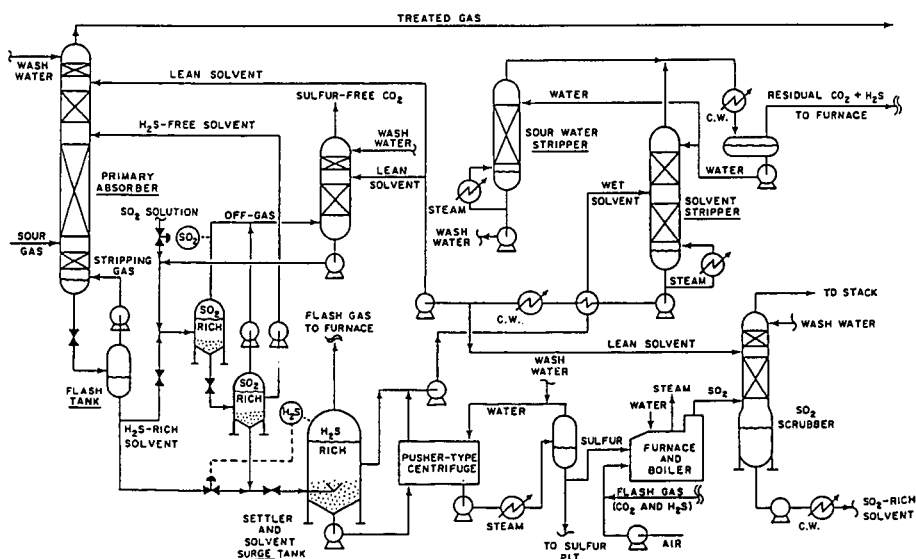 TREATED GAS
WASH
WATER
LEAN SOLVENT
SULFUR-FREE CO₂
H₂S-FREE SOLVENT
WASH
WATER
LEAN
SOLVENT
PRIMARY
ABSORBER
SO₂ SOLUTION
SO₂
OFF-GAS
SOUR
GAS
STRIPPING GAS
SO₂
RICH
SO₂
RICH
FLASH
TANK
H₂S-RICH
SOLVENT
FLASH GAS
TO FURNACE
H₂S
H₂S
RICH
SETTLER
AND
SOLVENT
SURGE TANK
WATER
SOUR WATER
STRIPPER
STEAM
WASH
WATER
C.W.
RESIDUAL CO₂ + H₂S
TO FURNACE
WATER
WET
SOLVENT
SOLVENT
STRIPPER
STEAM
C.W.
TO STACK
WASH WATER
LEAN SOLVENT
WASH
WATER
WATER
PUSHER-TYPE
CENTRIFUGE
STEAM
SULFUR
STEAM
WATER
SO₂
FURNACE
AND
BOILER
SO₂
SCRUBBER
FLASH GAS
(CO₂ AND H₂S)
AIR
TO SULFUR
PIT
C.W.
SO₂-RICH
SOLVENT